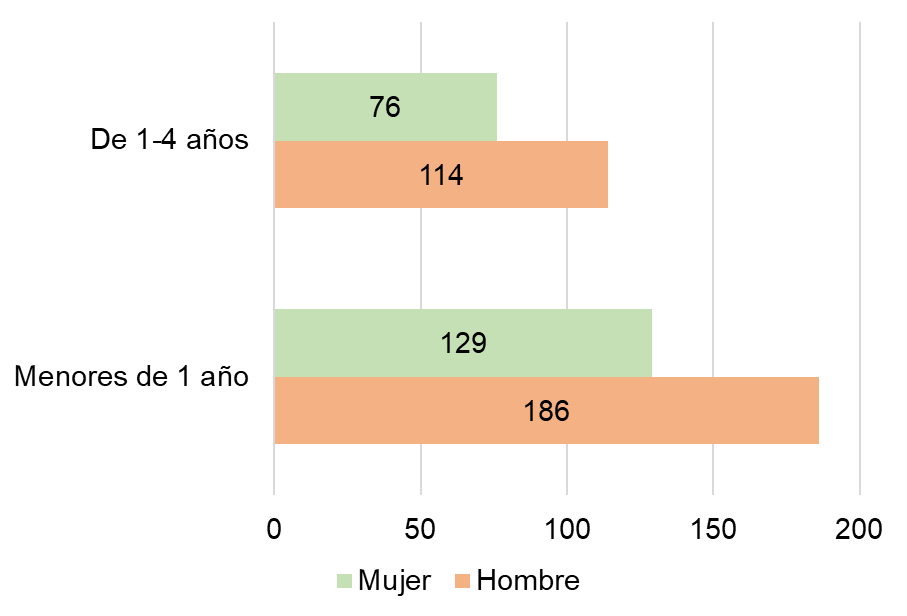 76
De 1-4 años
114
129
Menores de 1 año
186
0 50 100 150 200
Mujer Hombre